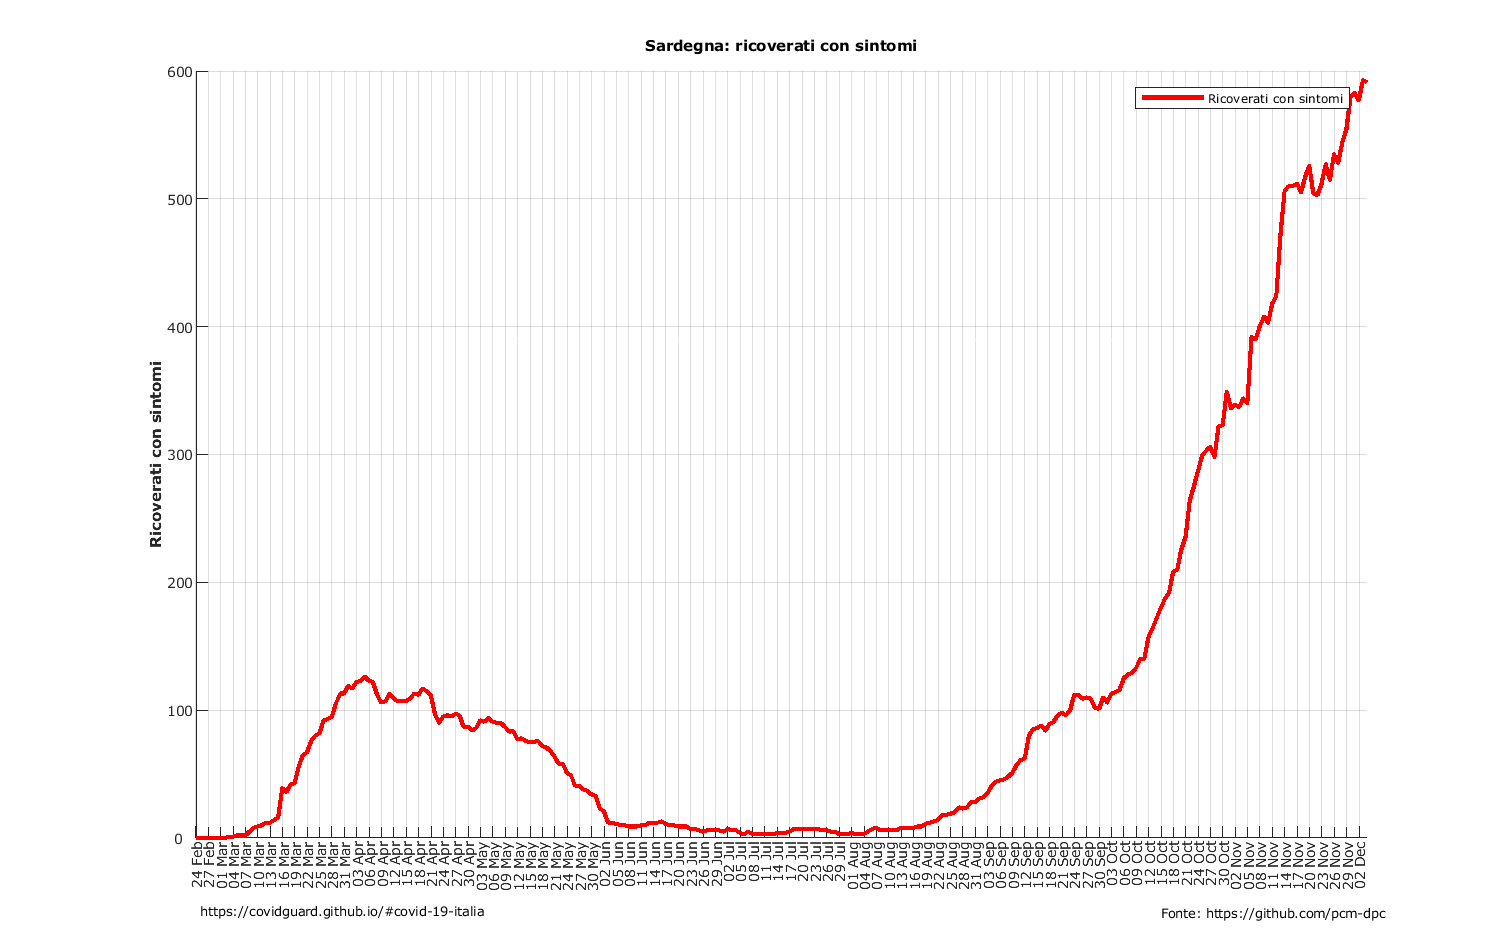 Sardegna: ricoverati con sintomi
Ricoverati con sintomi
Ricoverati con sintomi
600
500
400
300
200
100
0
24 Feb
27 Feb
01 Mar
04 Mar
07 Mar
10 Mar
13 Mar
16 Mar
19 Mar
22 Mar
25 Mar
28 Mar
31 Mar
03 Apr
06 Apr
09 Apr
12 Apr
15 Apr
18 Apr
21 Apr
24 Apr
27 Apr
30 Apr
03 May
06 May
09 May
12 May
15 May
18 May
21 May
24 May
27 May
30 May
02 Jun
05 Jun
08 Jun
11 Jun
14 Jun
17 Jun
20 Jun
23 Jun
26 Jun
29 Jun
02 Jul
05 Jul
08 Jul
11 Jul
14 Jul
17 Jul
20 Jul
23 Jul
26 Jul
29 Jul
01 Aug
04 Aug
07 Aug
10 Aug
13 Aug
16 Aug
19 Aug
22 Aug
25 Aug
28 Aug
31 Aug
03 Sep
06 Sep
09 Sep
12 Sep
15 Sep
18 Sep
21 Sep
24 Sep
27 Sep
30 Sep
03 Oct
06 Oct
09 Oct
12 Oct
15 Oct
18 Oct
21 Oct
24 Oct
27 Oct
30 Oct
02 Nov
05 Nov
08 Nov
11 Nov
14 Nov
17 Nov
20 Nov
23 Nov
26 Nov
29 Nov
02 Dec
https://covidguard.github.io/#covid-19-italia
Fonte: https://github.com/pcm-dpc